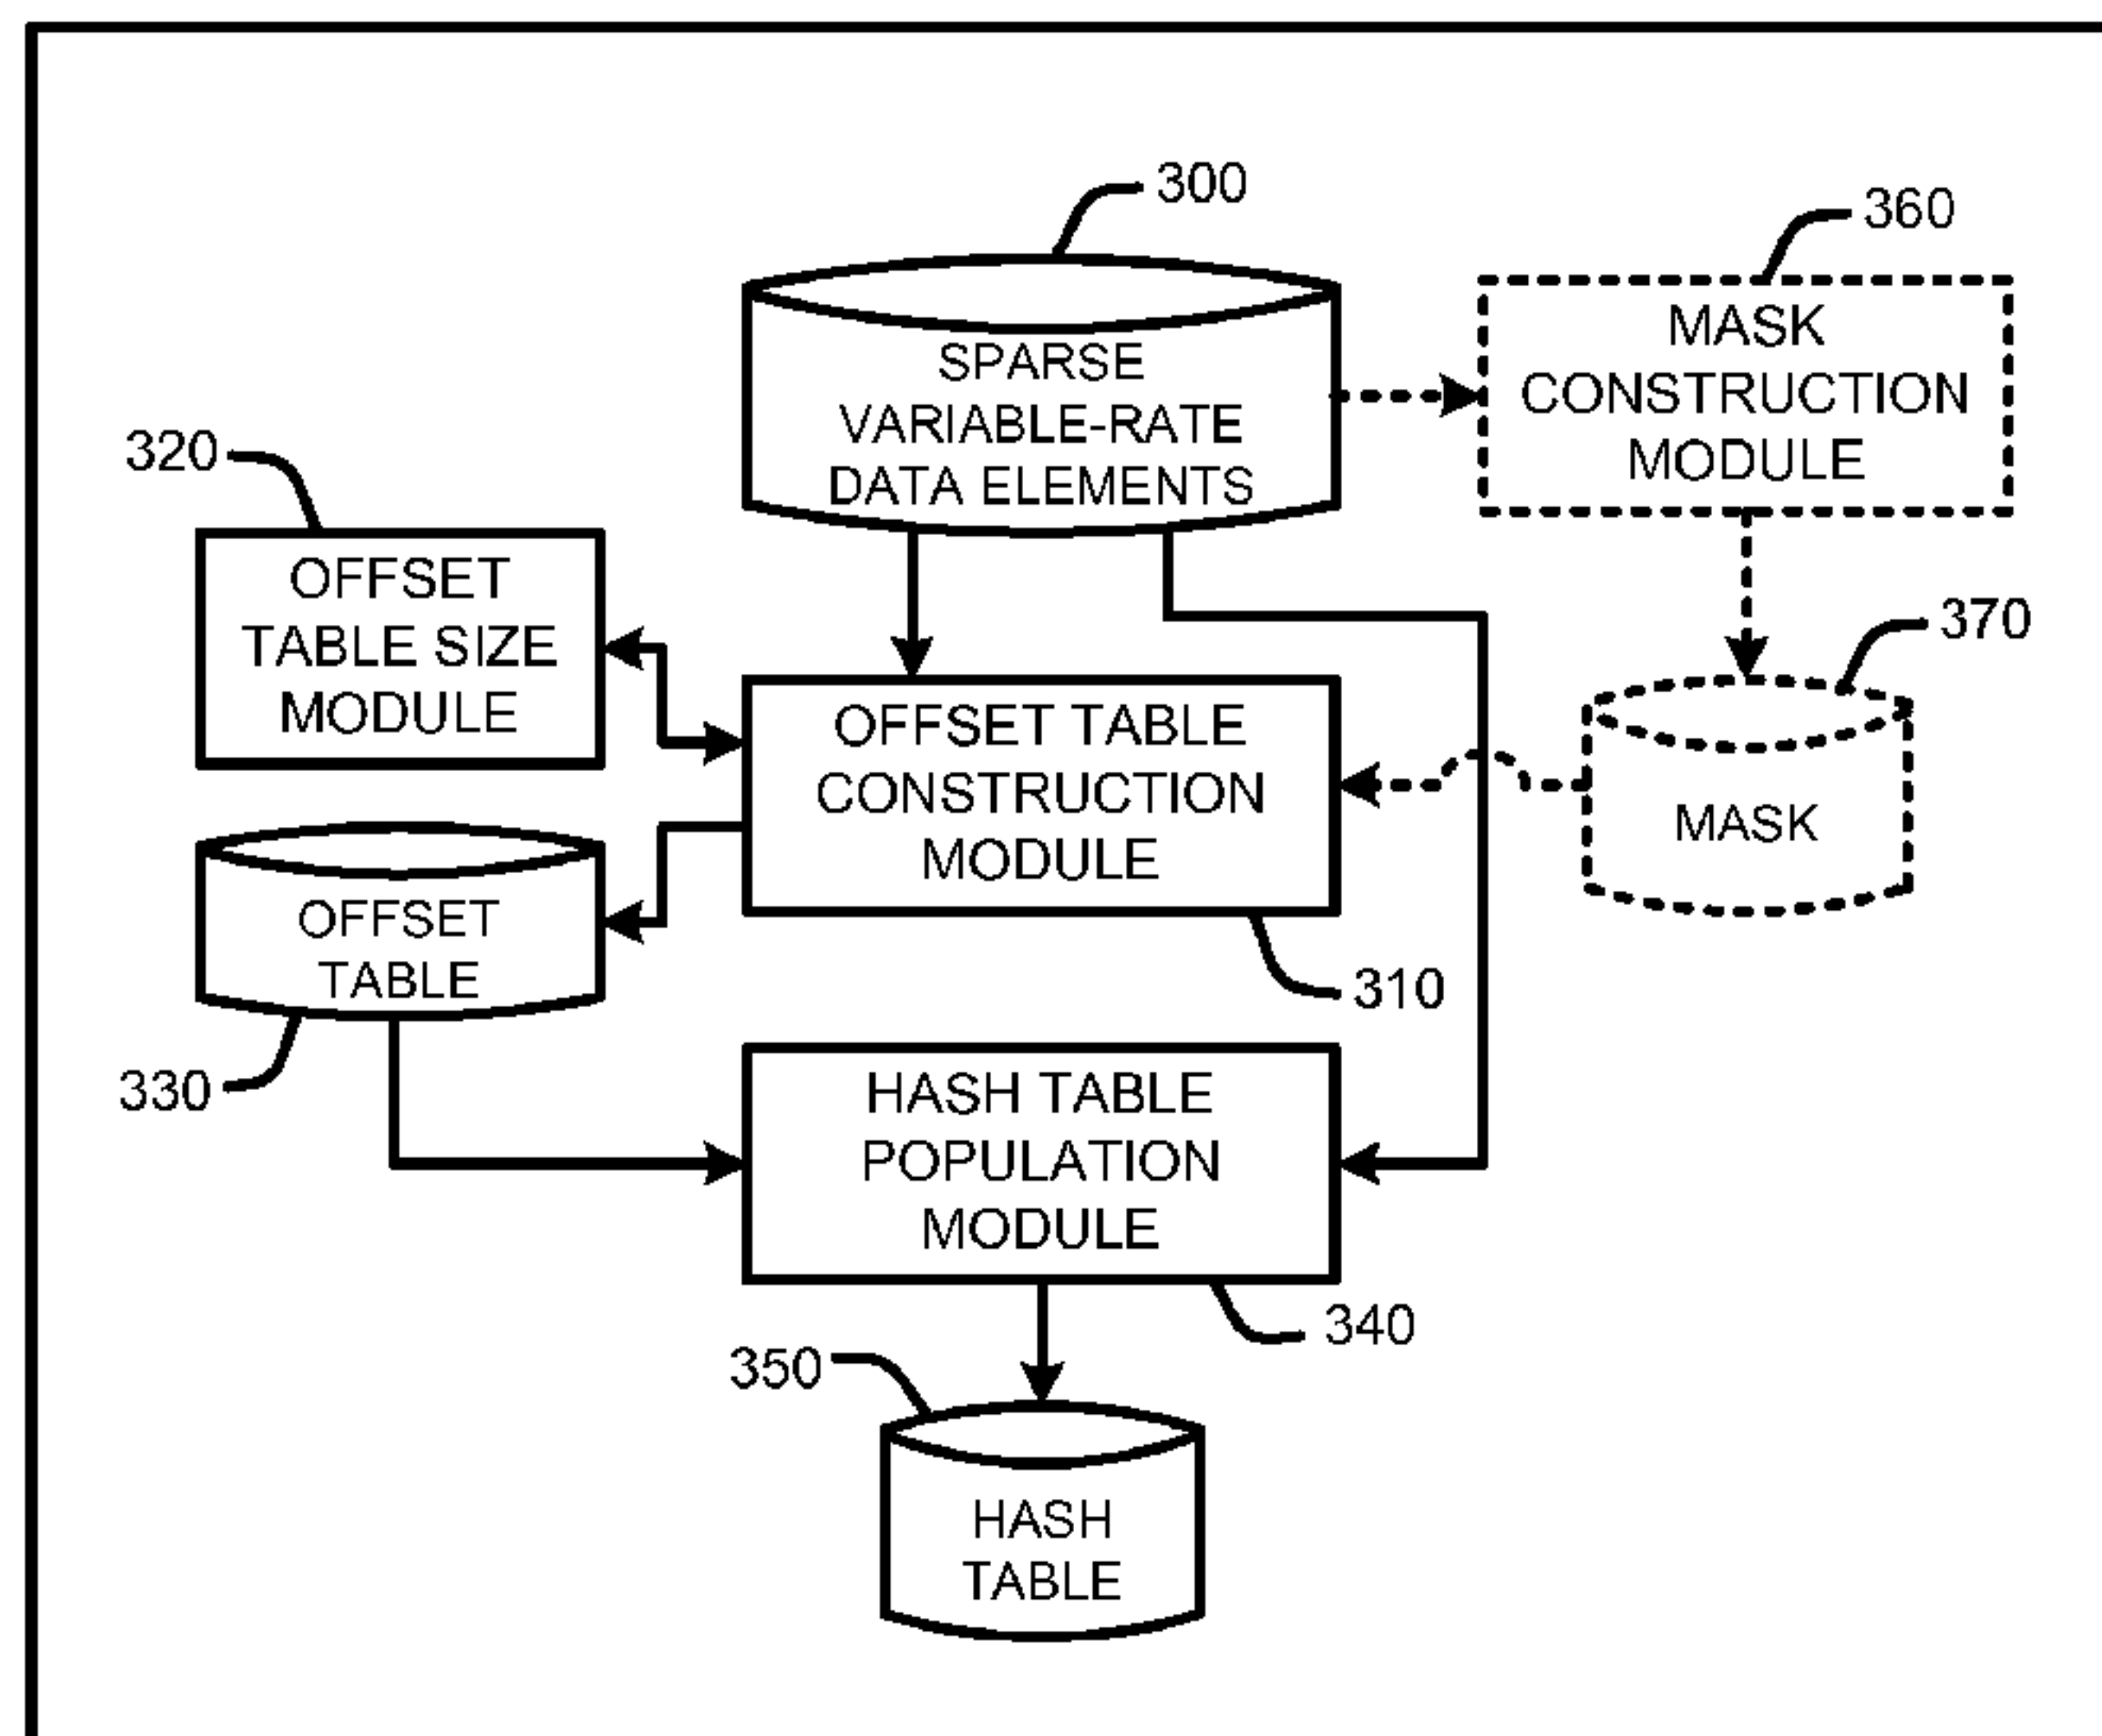 300
360
SPARSE
VARIABLE-RATE
DATA ELEMENTS
MASK
CONSTRUCTION
MODULE
320
OFFSET
TABLE SIZE
MODULE
370
OFFSET TABLE
CONSTRUCTION
MODULE
MASK
OFFSET
TABLE
310
330
HASH TABLE
POPULATION
MODULE
340
350
HASH
TABLE